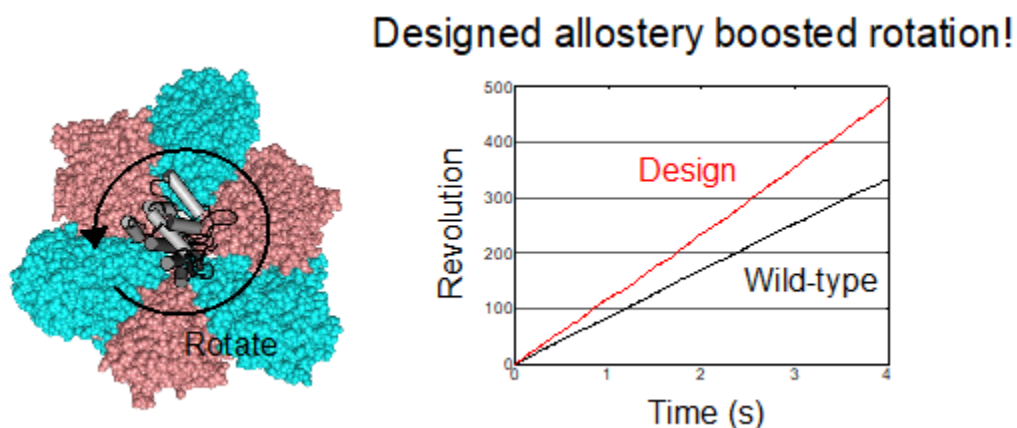 Designed allostery boosted rotation!
Rotate
Revolution
500
400
300
200
100
0
Design
Wild-type
0 1 2 3 4
Time (s)